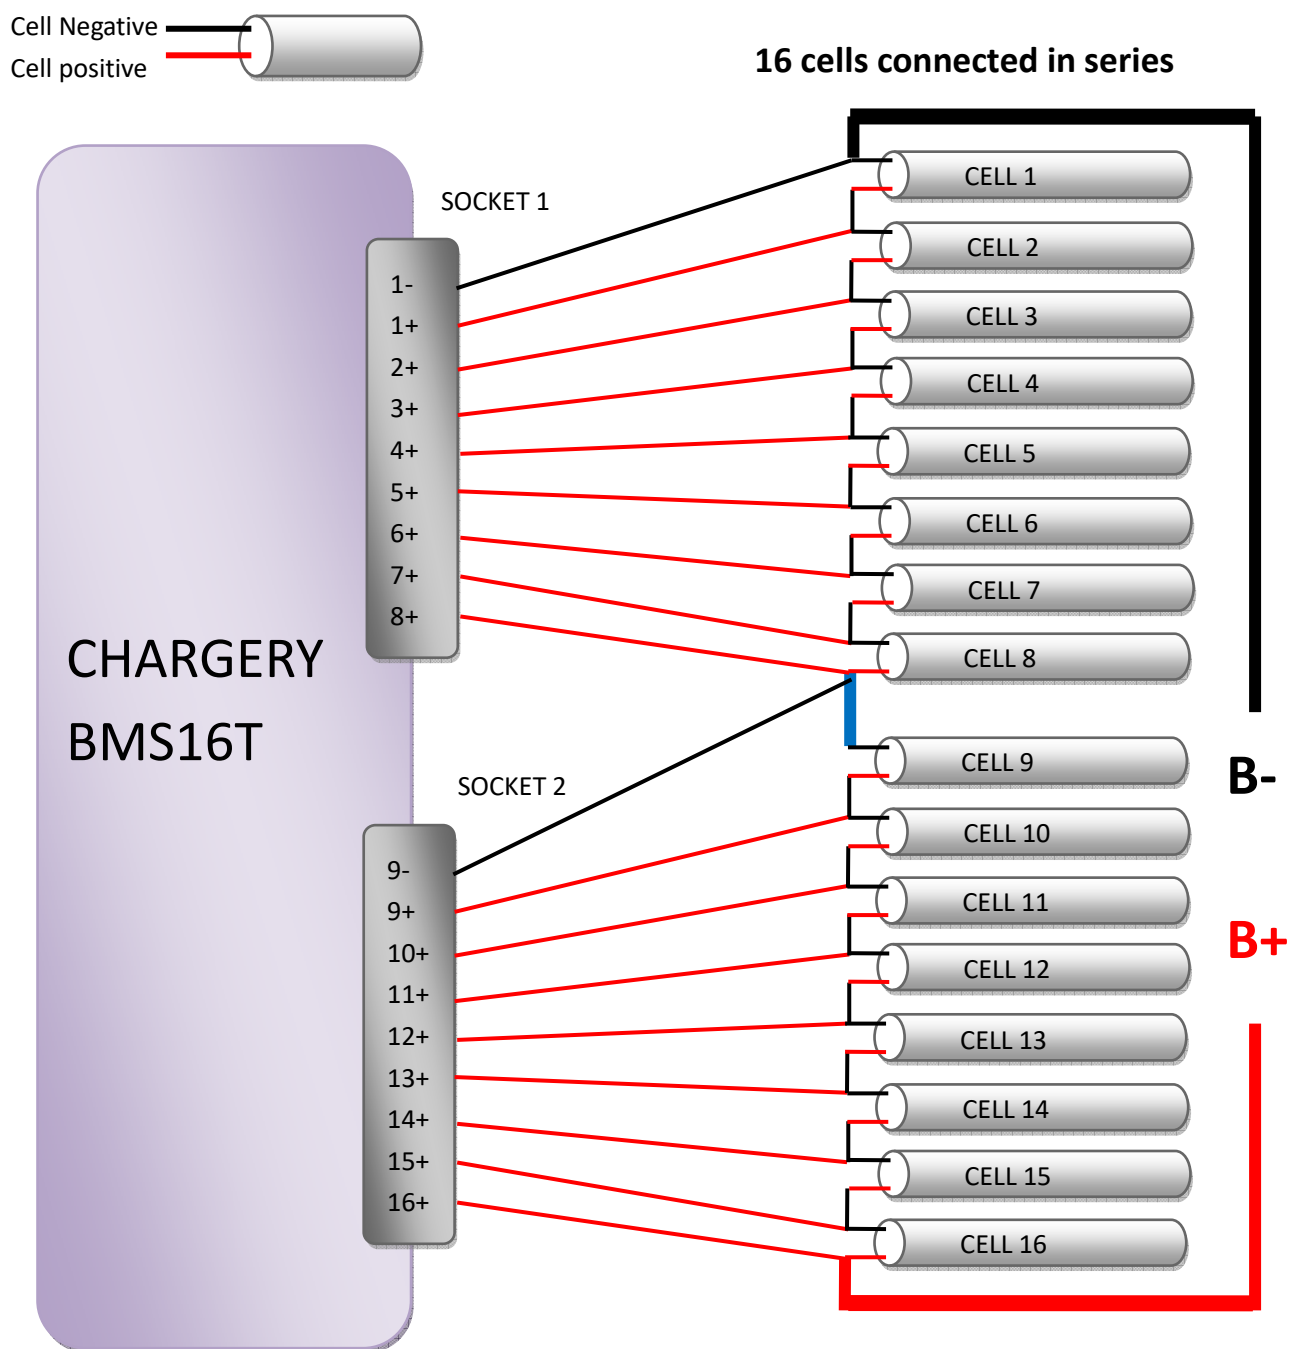 Cell Negative
Cell positive
16 cells connected in series
SOCKET 1
1-
1+
2+
3+
4+
5+
6+
7+
8+
CELL 1
CELL 2
CELL 3
CELL 4
CELL 5
CELL 6
CELL 7
CELL 8
CHARGERY
BMS16T
SOCKET 2
9-
9+
10+
11+
12+
13+
14+
15+
16+
CELL 9
CELL 10
CELL 11
CELL 12
CELL 13
CELL 14
CELL 15
CELL 16
B-
B+